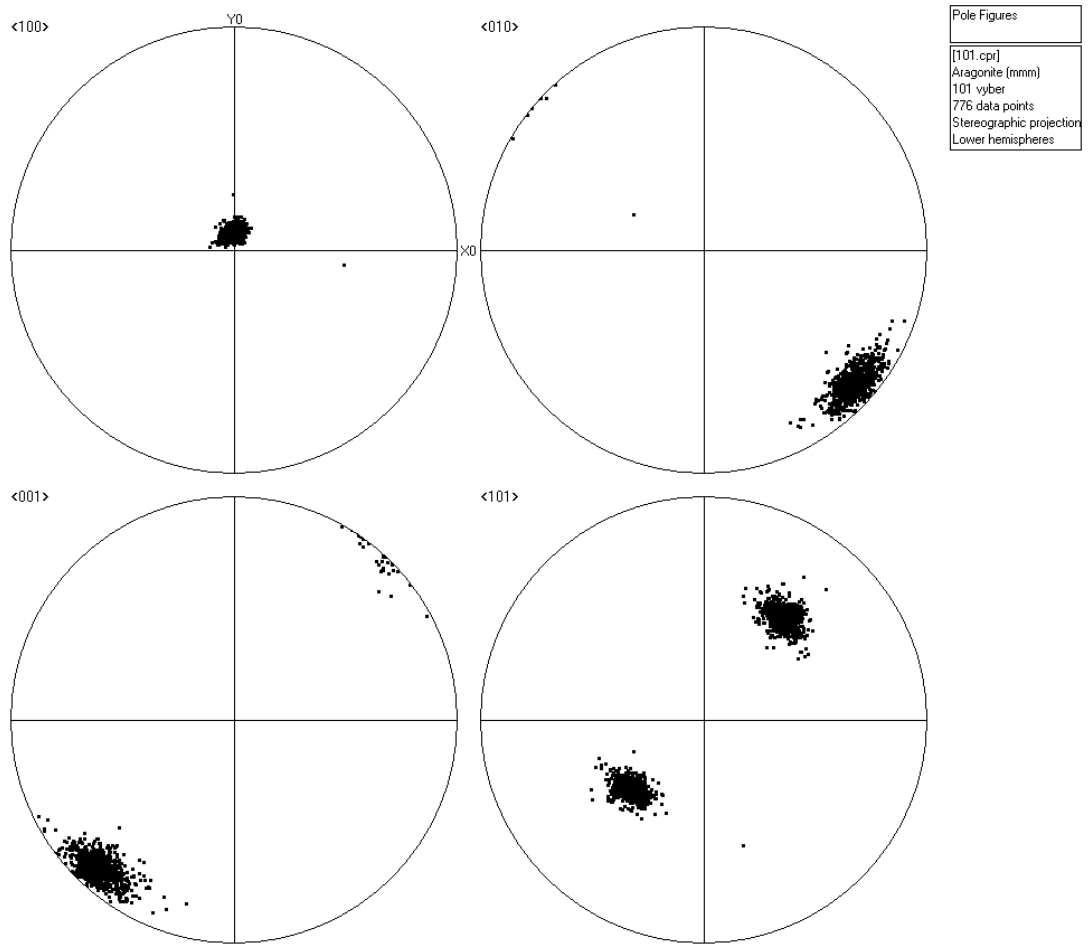 <100>
Y0
X0
<010>
<001>
<101>
Pole Figures
[101.cpr]
Aragonite (mmm)
101 vyber
776 data points
Stereographic projection
Lower hemispheres